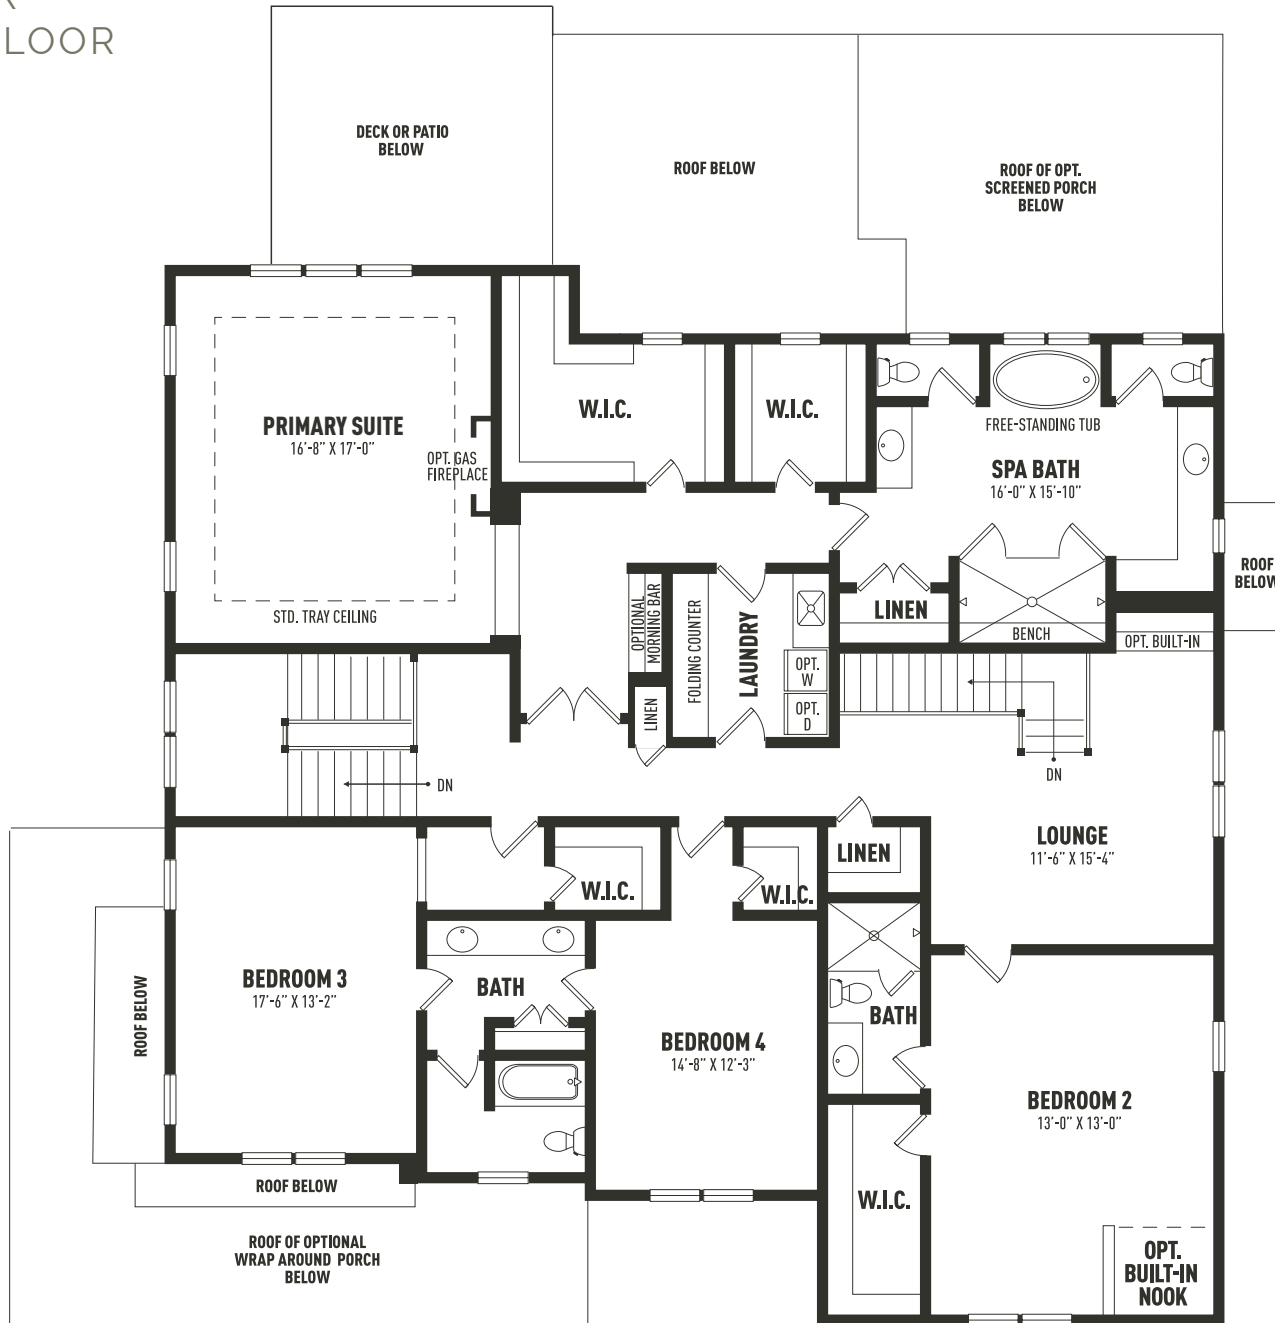 LOOR
DECK OR PATIO
BELOW
ROOF BELOW
ROOF OF OPT.
SCREENED PORCH
BELOW
PRIMARY SUITE
16'-8" X 17'-0"
OPT. GAS
FIREPLACE
STD. TRAY CEILING
W.I.C.
W.I.C.
FREE-STANDING TUB
SPA BATH
16'-0" X 15'-10"
ROOF
BELOW
LINEN
BENCH
OPT. BUILT-IN
OPTIONAL
MORNING BAR
FOLDING COUNTER
LAUNDRY
OPT.
W
OPT.
D
LINEN
DN
DN
LOUNGE
11'-6" X 15'-4"
LINEN
W.I.C.
W.I.C.
BEDROOM 3
17'-6" X 13'-2"
BATH
BEDROOM 4
14'-8" X 12'-3"
BATH
BEDROOM 2
13'-0" X 13'-0"
W.I.C.
OPT.
BUILT-IN
NOOK
ROOF BELOW
ROOF BELOW
ROOF OF OPTIONAL
WRAP AROUND PORCH
BELOW